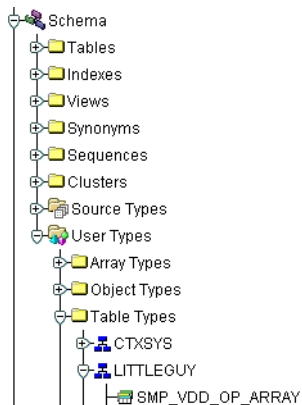 Schema
Tables
Indexes
Views
Synonyms
Sequences
Clusters
Source Types
User Types
Array Types
Object Types
Table Types
CTXSYS
LITTLEGUY
SMP_VDD_OP_ARRAY